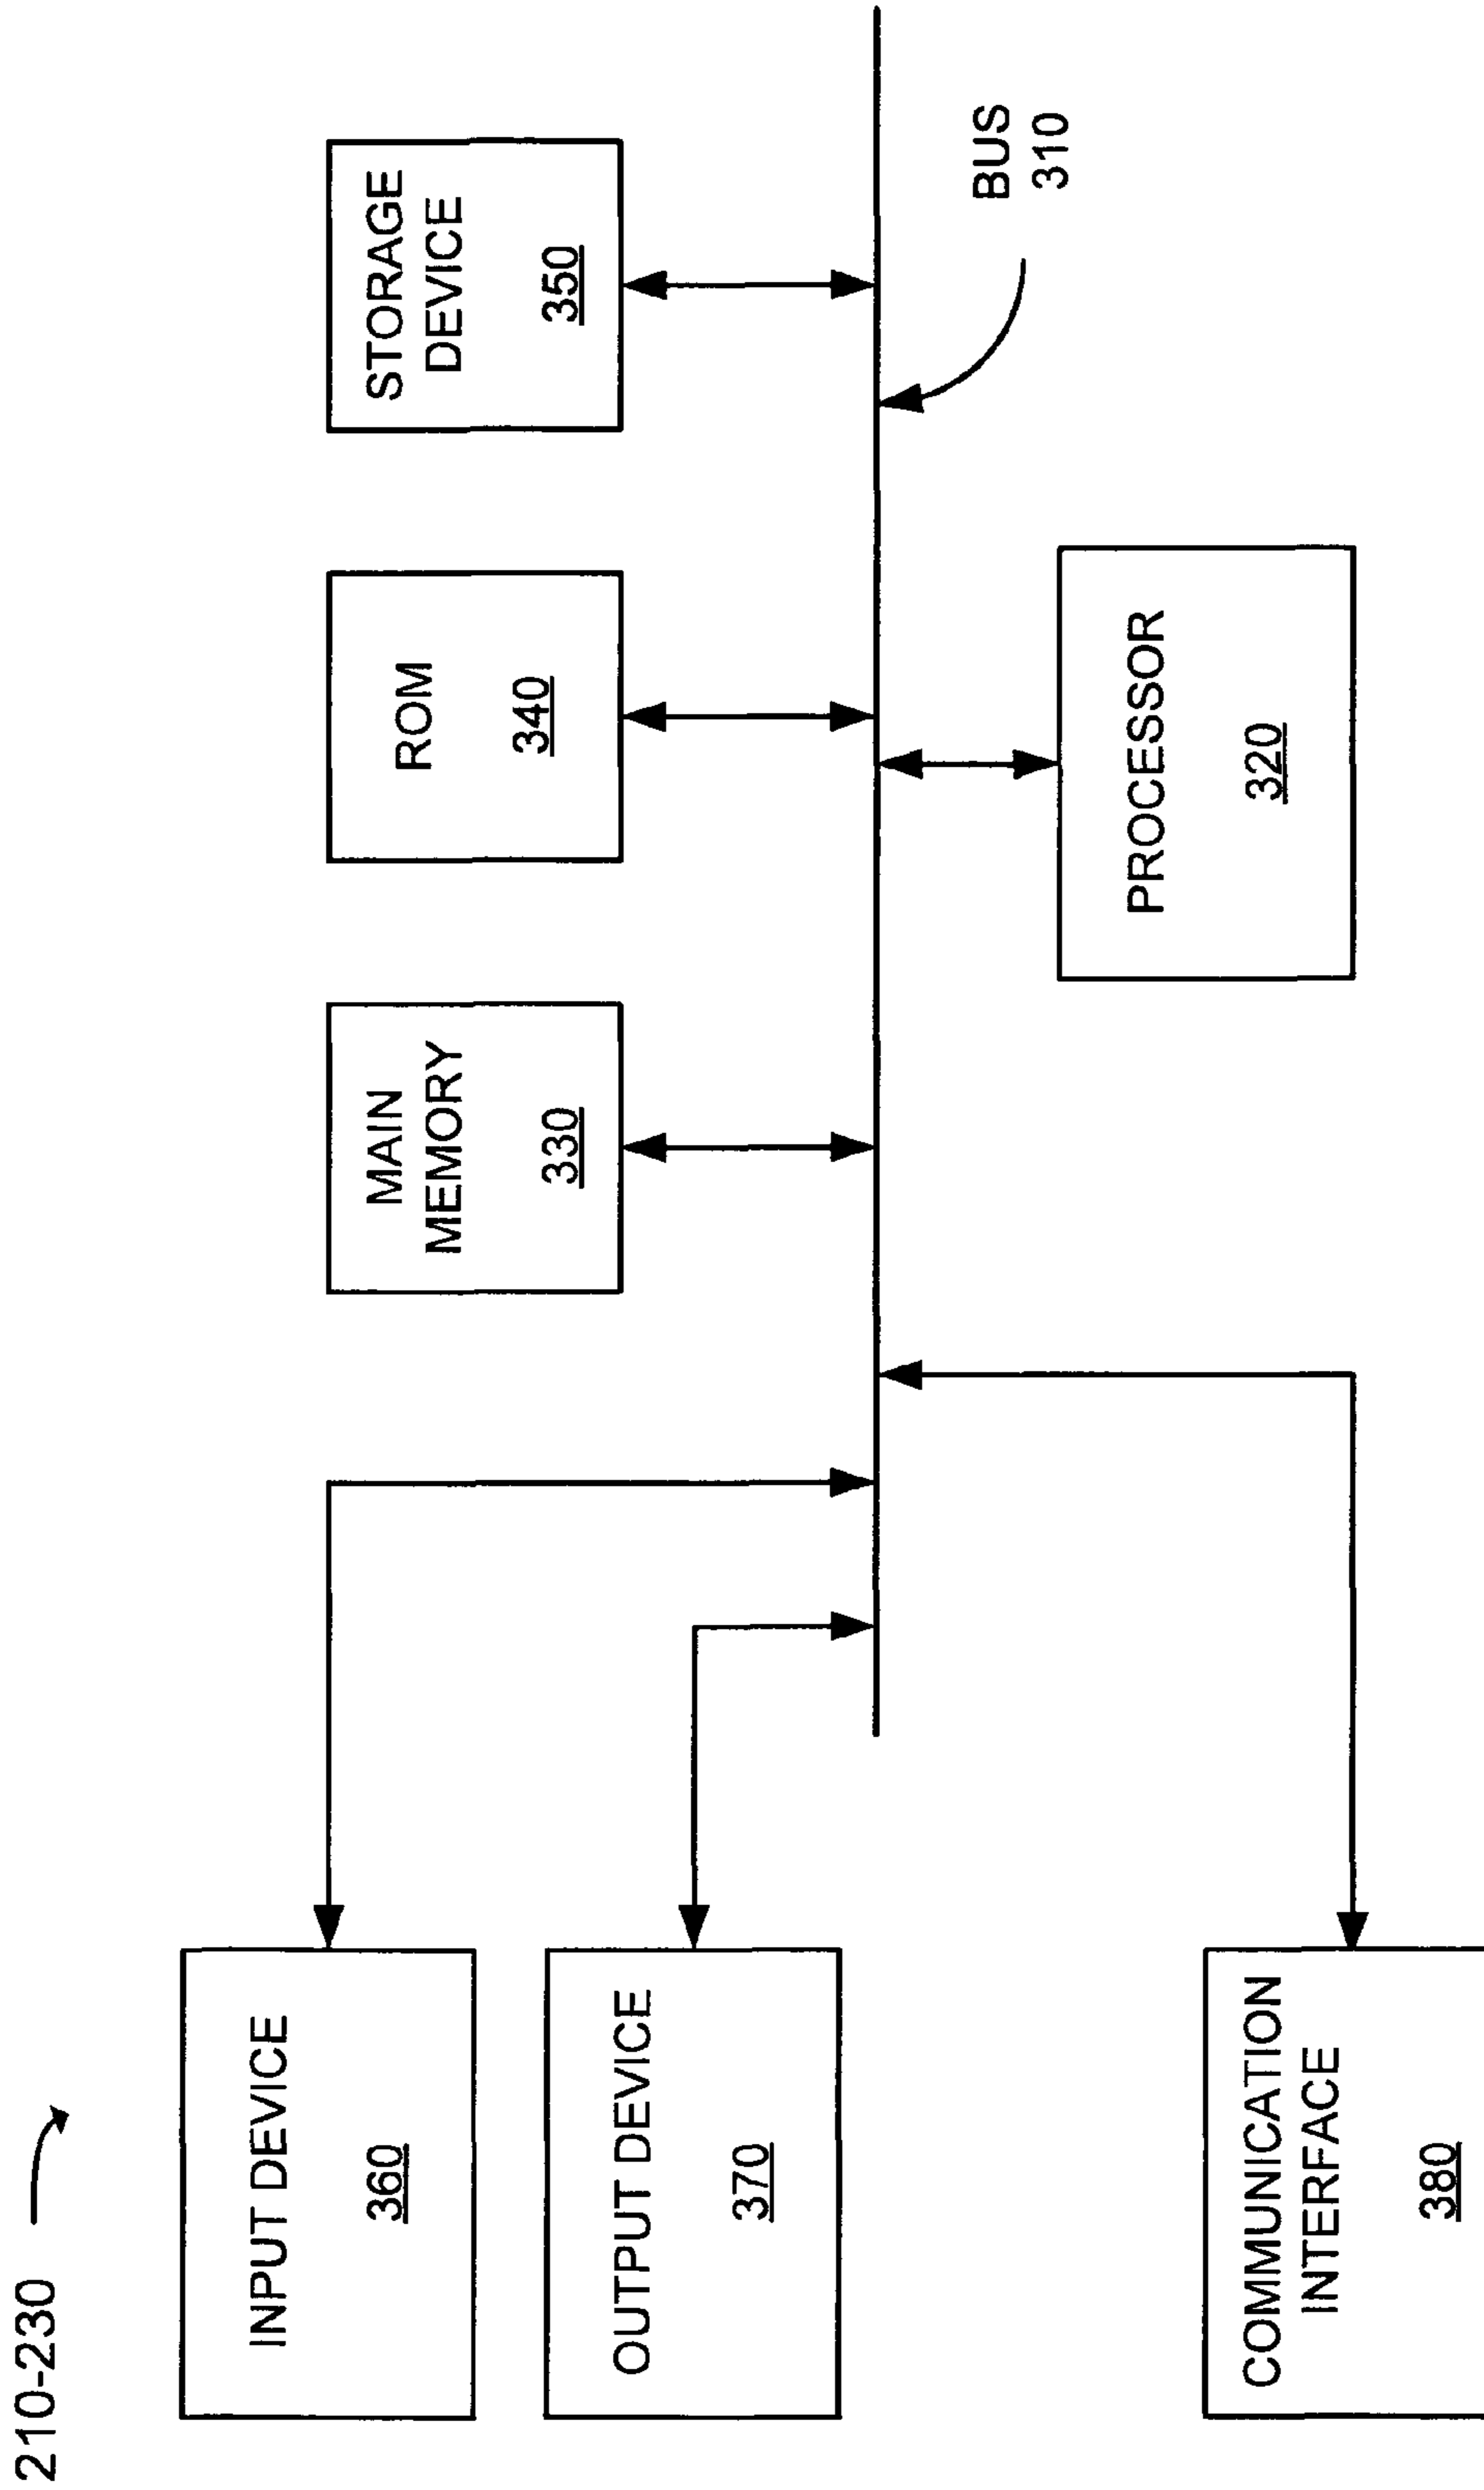 210-230
INPUT DEVICE
360
OUTPUT DEVICE
370
COMMUNICATION
INTERFACE
380
MAIN
MEMORY
330
ROM
340
STORAGE
DEVICE
350
PROCESSOR
320
BUS
310